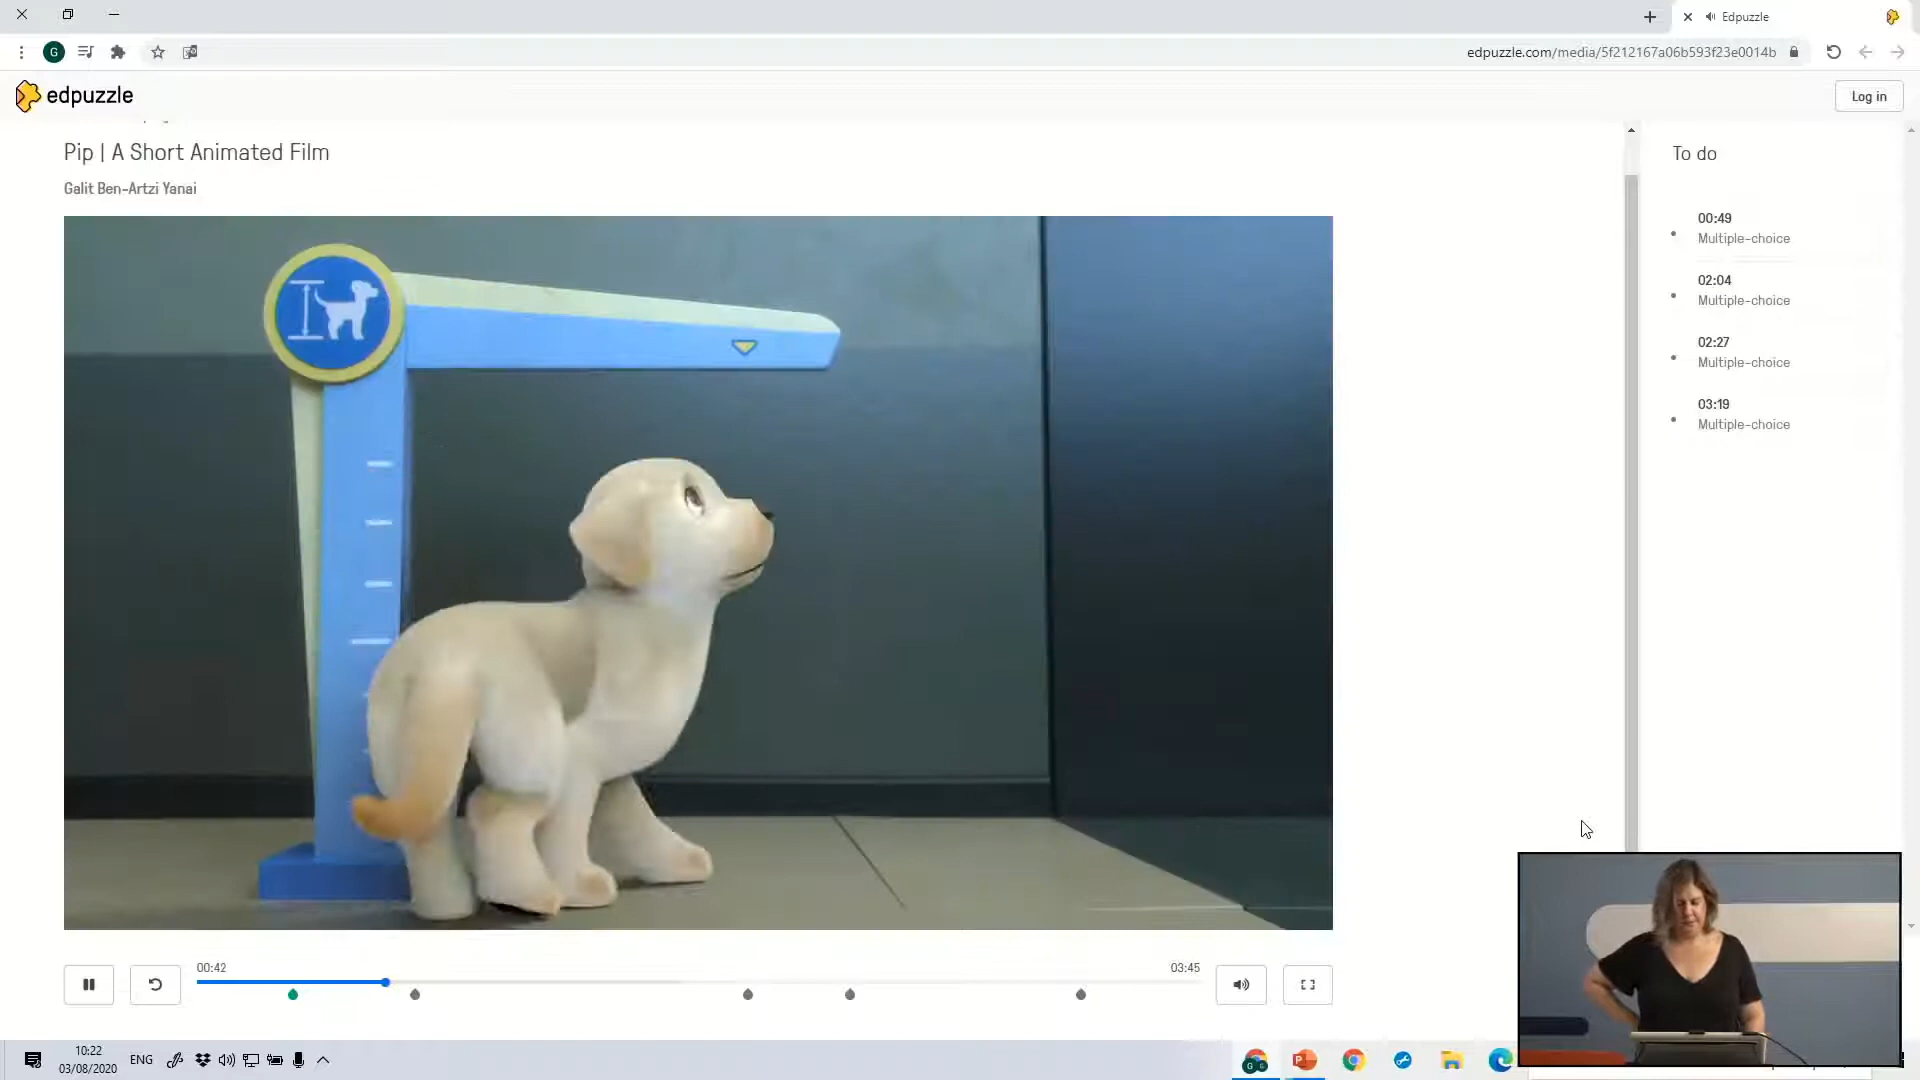 Edpuzzle
G
edpuzzle.com/media/5f212167a06b593f23e0014b
edpuzzle
Log in
Pip | A Short Animated Film
Galit Ben-Artzi Yanai
To do
00:49
Multiple-choice
02:04
Multiple-choice
02:27
Multiple-choice
03:19
Multiple-choice
00:42
03:45
10:22
03/08/2020
ENG